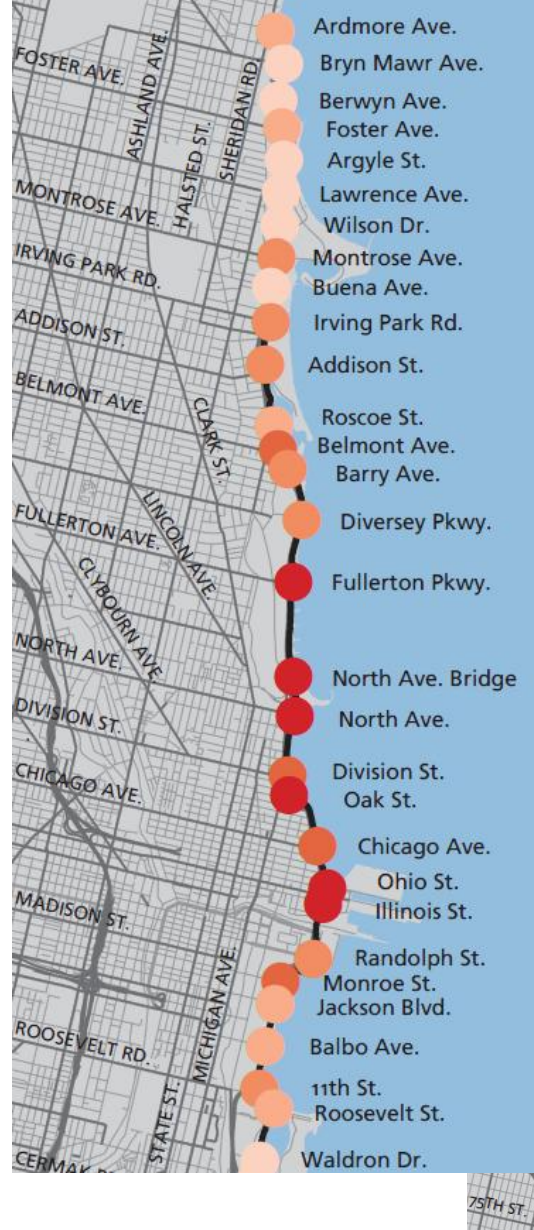 Ardmore Ave.
Bryn Mawr Ave.
Berwyn Ave.
Foster Ave.
Argyle St.
Lawrence Ave.
Wilson Dr.
Montrose Ave.
Buena Ave.
Irving Park Rd.
Addison St.
Roscoe St.
Belmont Ave.
Barry Ave.
Diversey Pkwy.
Fullerton Pkwy.
North Ave. Bridge
North Ave.
Division St.
Oak St.
Chicago Ave.
Ohio St.
Illinois St.
Randolph St.
Monroe St.
Jackson Blvd.
Balbo Ave.
11th St.
Roosevelt St.
Waldron Dr.
FOSTER AVE.
ASHLAND AVE.
HALSTED ST.
SHERIDAN RD.
MONTROSE AVE.
IRVING PARK RD.
ADDISON ST.
BELMONT AVE.
CLARK ST.
LINCOLN AVE.
FULLERTON AVE.
CLYBOURN AVE.
NORTH AVE.
DIVISION ST.
CHICAGO AVE.
MADISON ST.
MICHIGAN AVE.
ROOSEVELT RD.
STATE ST.
CERMAK
75TH ST.